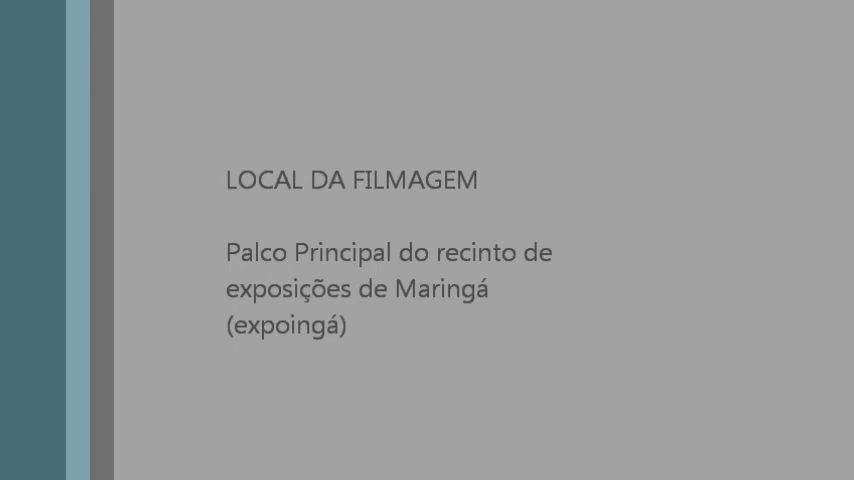 LOCAL DA FILMAGEM
Palco Principal do recinto de
exposições de Maringá
(expoingá)